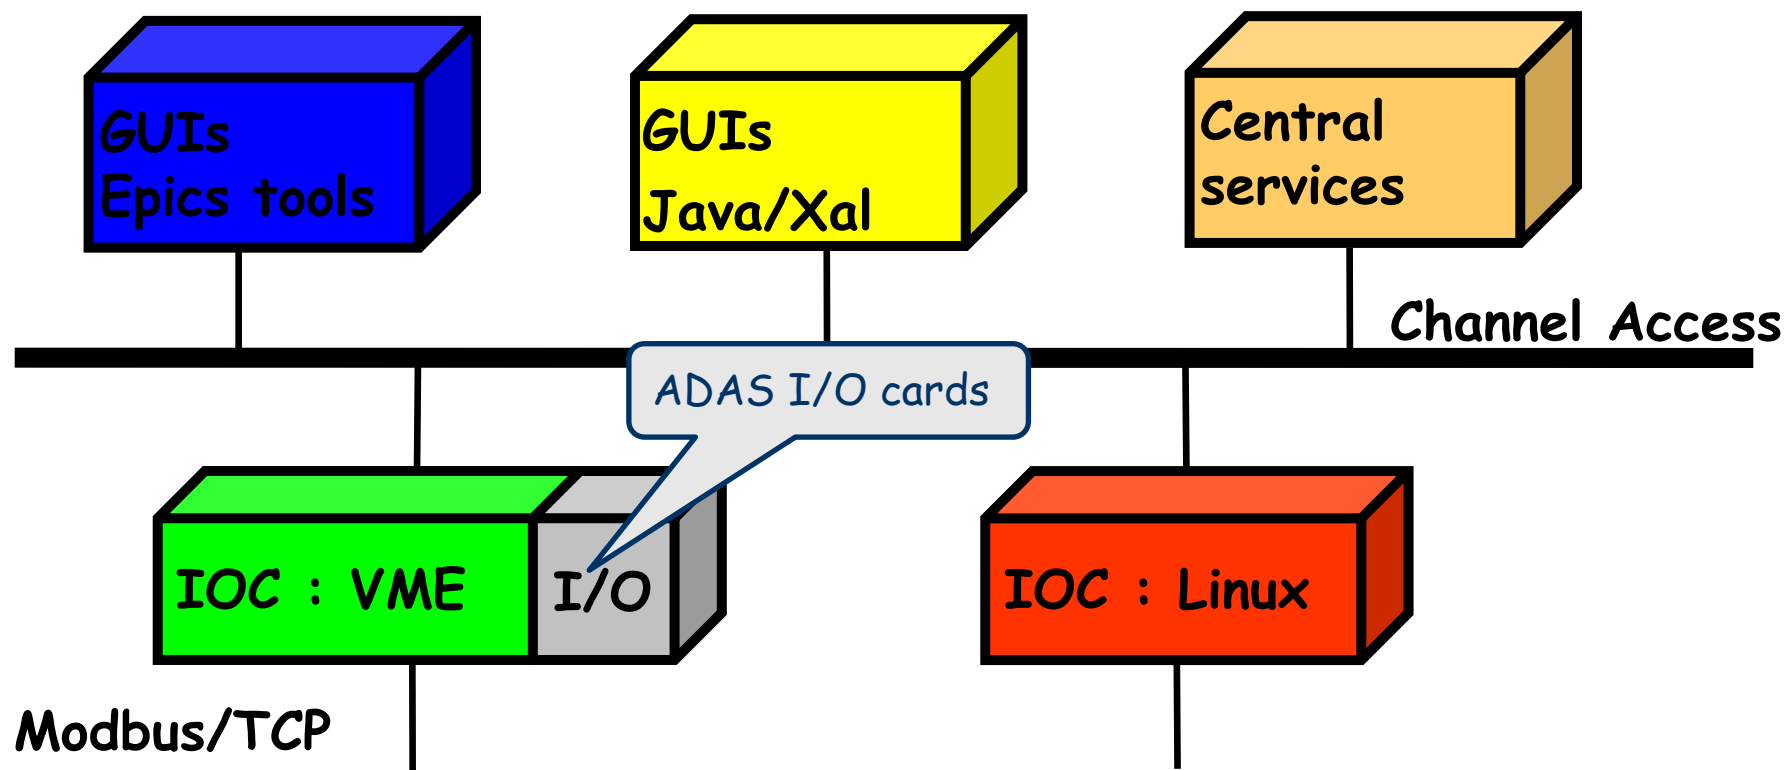 GUIs
Epics tools
GUIs
Java/Xal
Central
services
Channel Access
ADAS I/O cards
IOC : VME
I/O
IOC : Linux
Modbus/TCP